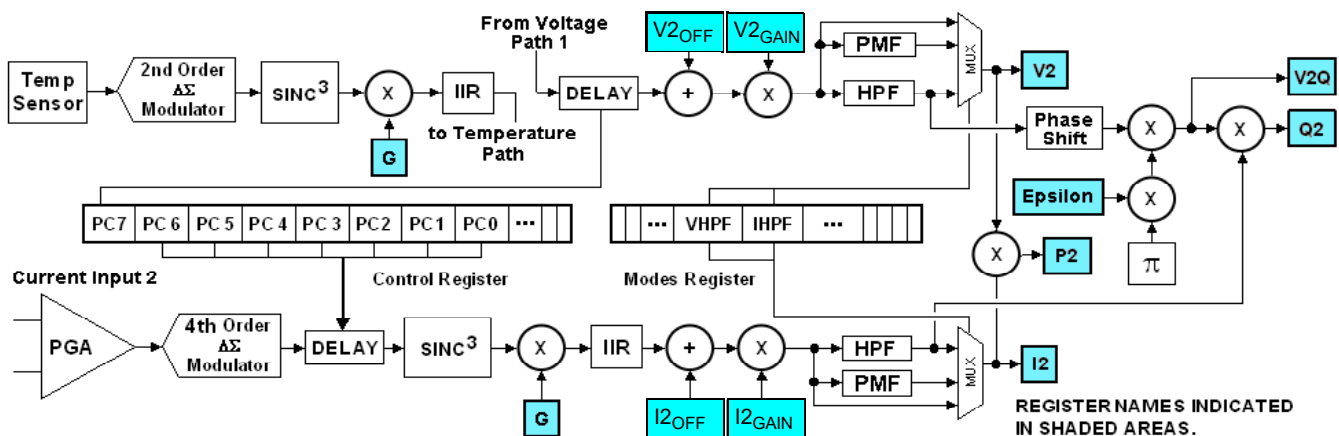 From Voltage
Path 1
V2OFF
V2GAIN
PMF
MUX
V2
V2Q
Temp
Sensor
2nd Order
ΔΣ
Modulator
SINC3
X
IIR
DELAY
+
X
HPF
Phase
Shift
X
X
Q2
to Temperature
Path
G
Epsilon
X
PC7
PC 6
PC 5
PC 4
PC 3
PC2
PC1
PC0
...
...
VHPF
IHPF
...
X
P2
π
Control Register
Modes Register
Current Input 2
PGA
4th Order
ΔΣ
Modulator
DELAY
SINC3
X
IIR
+
X
HPF
PMF
MUX
I2
G
I2OFF
I2GAIN
REGISTER NAMES INDICATED
IN SHADED AREAS.